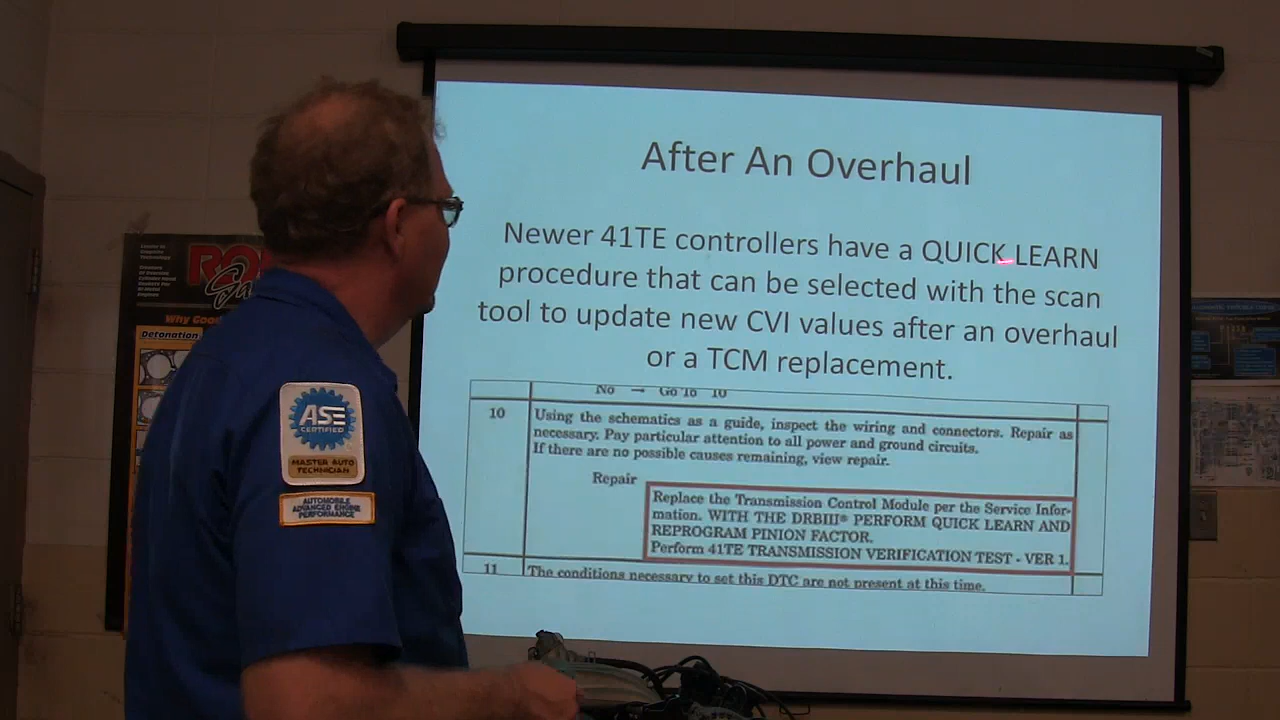 After An Overhaul
Newer 41TE controllers have a QUICK LEARN
procedure that can be selected with the scan
tool to update new CVI values after an overhaul
or a TCM replacement.
No → Go To 10
10 Using the schematics as a guide, inspect the wiring and connectors. Repair as
necessary. Pay particular attention to all power and ground circuits.
If there are no possible causes remaining, view repair.
Repair
Replace the Transmission Control Module per the Service Infor-
mation. WITH THE DRBIII® PERFORM QUICK LEARN AND
REPROGRAM PINION FACTOR.
Perform 41TE TRANSMISSION VERIFICATION TEST - VER 1.
11 The conditions necessary to set this DTC are not present at this time.
ASE
CERTIFIED
MASTER AUTO
TECHNICIAN
AUTOMOBILE
ADVANCED ENGINE
PERFORMANCE
Why Goo
Detonation